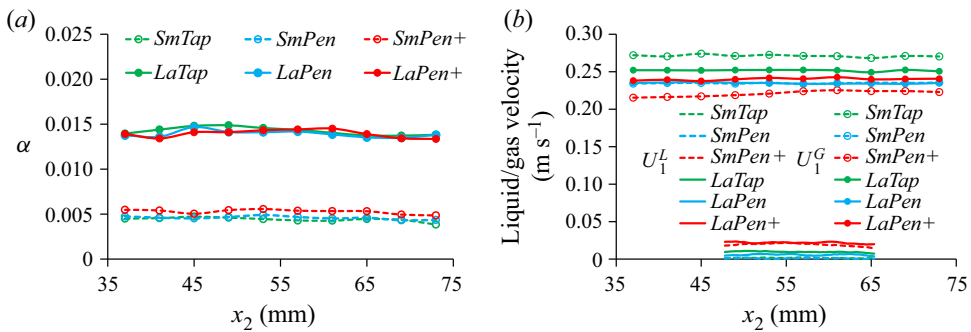 (a)
0.025
0.020
0.015
0.010
0.005
0
α
SmTap SmPen SmPen+
LaTap LaPen LaPen+
35 45 55 65 75
x2 (mm)
(b)
0.30
0.25
0.20
0.15
0.10
0.05
0
Liquid/gas velocity
(m s−1)
U1L
SmTap
SmPen
SmPen+
LaTap
LaPen
LaPen+
U1G
SmTap
SmPen
SmPen+
LaTap
LaPen
LaPen+
35 45 55 65 75
x2 (mm)